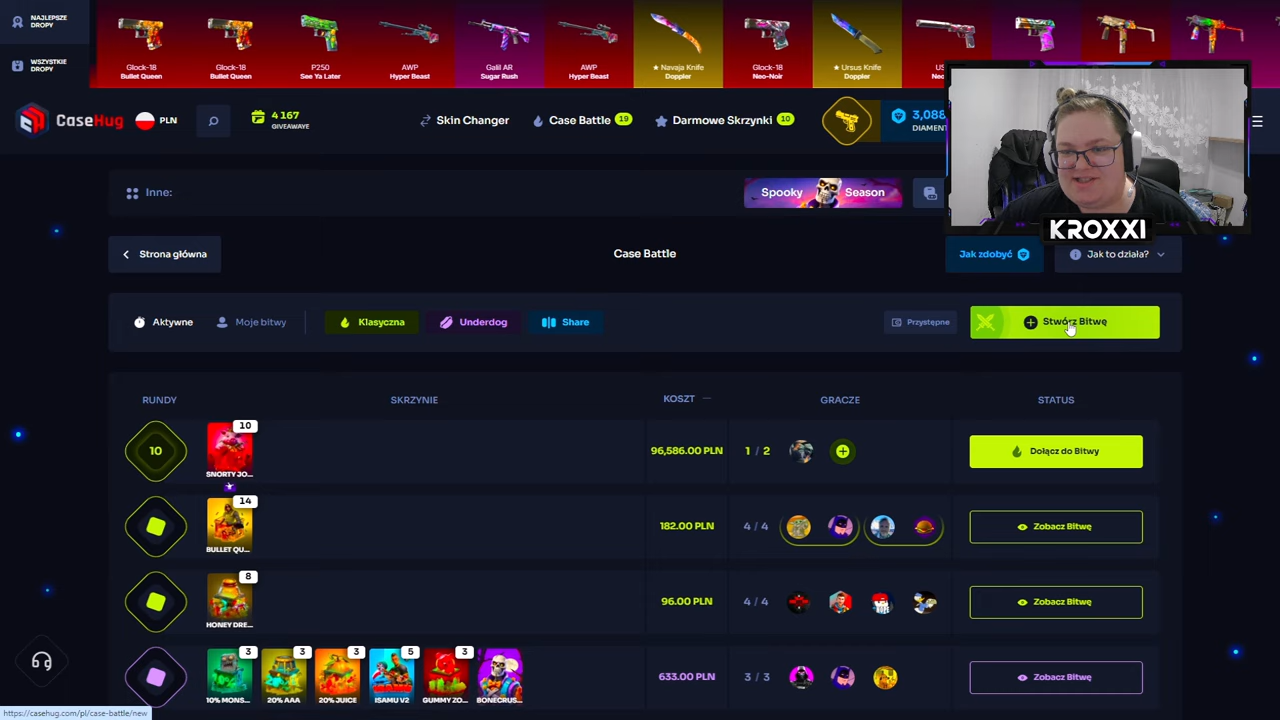 NAJLEPSZE
DROPY
WSZYSTKIE
DROPY
Glock-18
Bullet Queen
Glock-18
Bullet Queen
P250
See Ya Later
AWP
Hyper Beast
Galil AR
Sugar Rush
AWP
Hyper Beast
★ Navaja Knife
Doppler
Glock-18
Neo-Noir
★ Ursus Knife
Doppler
CaseHug
PLN
4 167
GIVEAWAYE
Skin Changer
Case Battle 19
Darmowe Skrzynki 10
3,088
DIAMENT
Inne:
Spooky Season
KROXXI
Strona główna
Case Battle
Jak zdobyć
Jak to działa?
Aktywne
Moje bitwy
Klasyczna
Underdog
Share
Przystępne
Stwórz Bitwę
RUNDY
SKRZYNIE
KOSZT
GRACZE
STATUS
10
10
SNORTY JO...
96,586.00 PLN
1 / 2
Dołącz do Bitwy
14
BULLET QU...
182.00 PLN
4 / 4
Zobacz Bitwę
8
HONEY DRE...
96.00 PLN
4 / 4
Zobacz Bitwę
3
10% MONS...
3
20% AAA
3
20% JUICE
5
ISAMU V2
3
GUMMY ZO...
BONECRUS...
633.00 PLN
3 / 3
Zobacz Bitwę
https://casehug.com/pl/case-battle/new